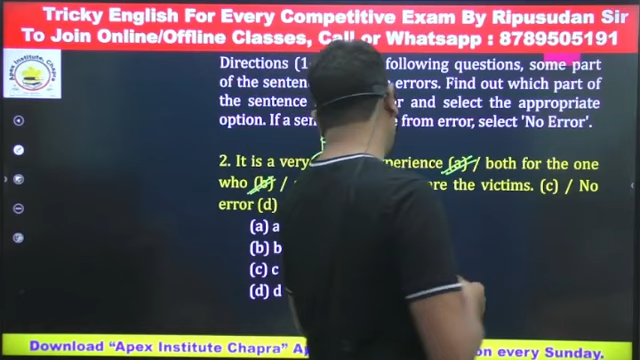 Tricky English For Every Competitive Exam By Ripusudan Sir
To Join Online/Offline Classes, Call or Whatsapp : 8789505191
Apex Institute, Chapra
Directions (1 following questions, some part
of the senten errors. Find out which part of
the sentence and select the appropriate
option. If a sen from error, select 'No Error'.
2. It is a very (a) / both for the one
who (b) / re the victims. (c) / No
error (d)
(a) a
(b) b
(c) c
(d) d
Download “Apex Institute Chapra” on every Sunday.